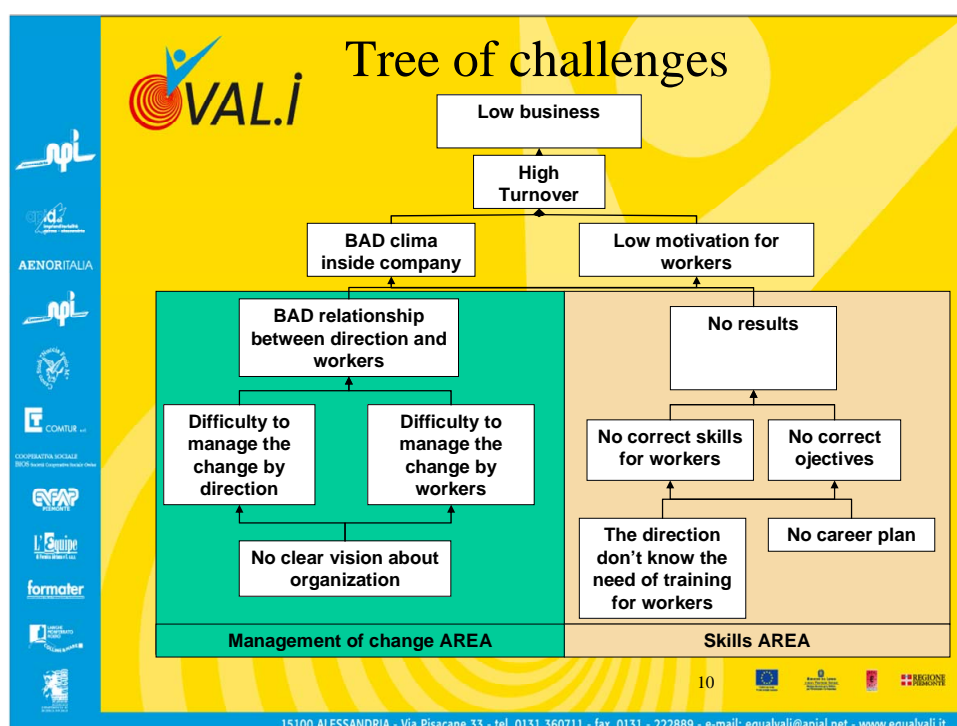 Tree of challenges
VAL.i
Low business
High
Turnover
BAD clima
inside company
Low motivation for
workers
BAD relationship
between direction and
workers
No results
Difficulty to
manage the
change by
direction
Difficulty to
manage the
change by
workers
No correct skills
for workers
No correct
ojectives
No clear vision about
organization
The direction
don't know the
need of training
for workers
No career plan
Management of change AREA
Skills AREA
10
api
AENORITALIA
api
COMTUR
COOPERATIVA SOCIALE
ENFAP
PIEMONTE
L'Equipe
formater
REGIONE
PIEMONTE
15100 ALESSANDRIA - Via Pisacane 33 - tel. 0131 360711 - fax. 0131 - 222889 - e-mail: equalvali@apial.net - www.equalvali.it